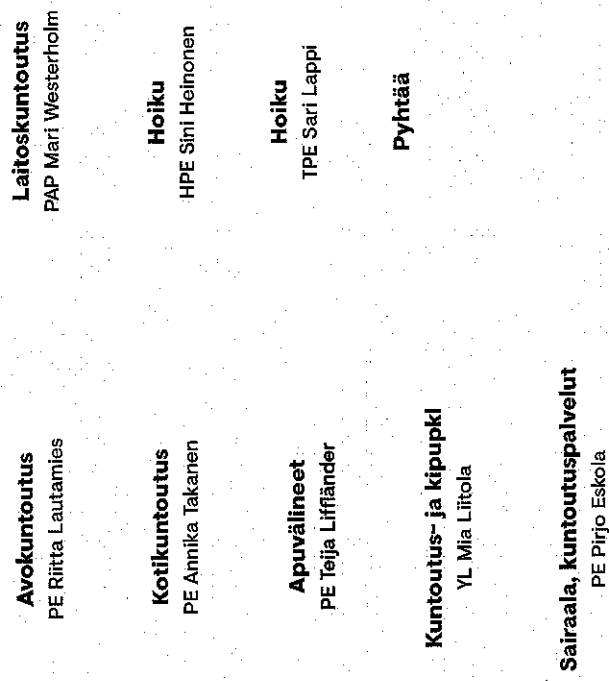 Avokuntoutus
PE Riitta Lautamies
Kotikuntoutus
PE Annika Takanen
Apuvälineet
PE Teija Liffländer
Kuntoutus- ja kipupkl
YL Mia Liitola
Sairaala, kuntoutuspalvelut
PE Pirjo Eskola
Laitoskuntoutus
PAP Mari Westerholm
Hoiku
HPE Sini Heinonen
Hoiku
TPE Sari Lappi
Pyhtää